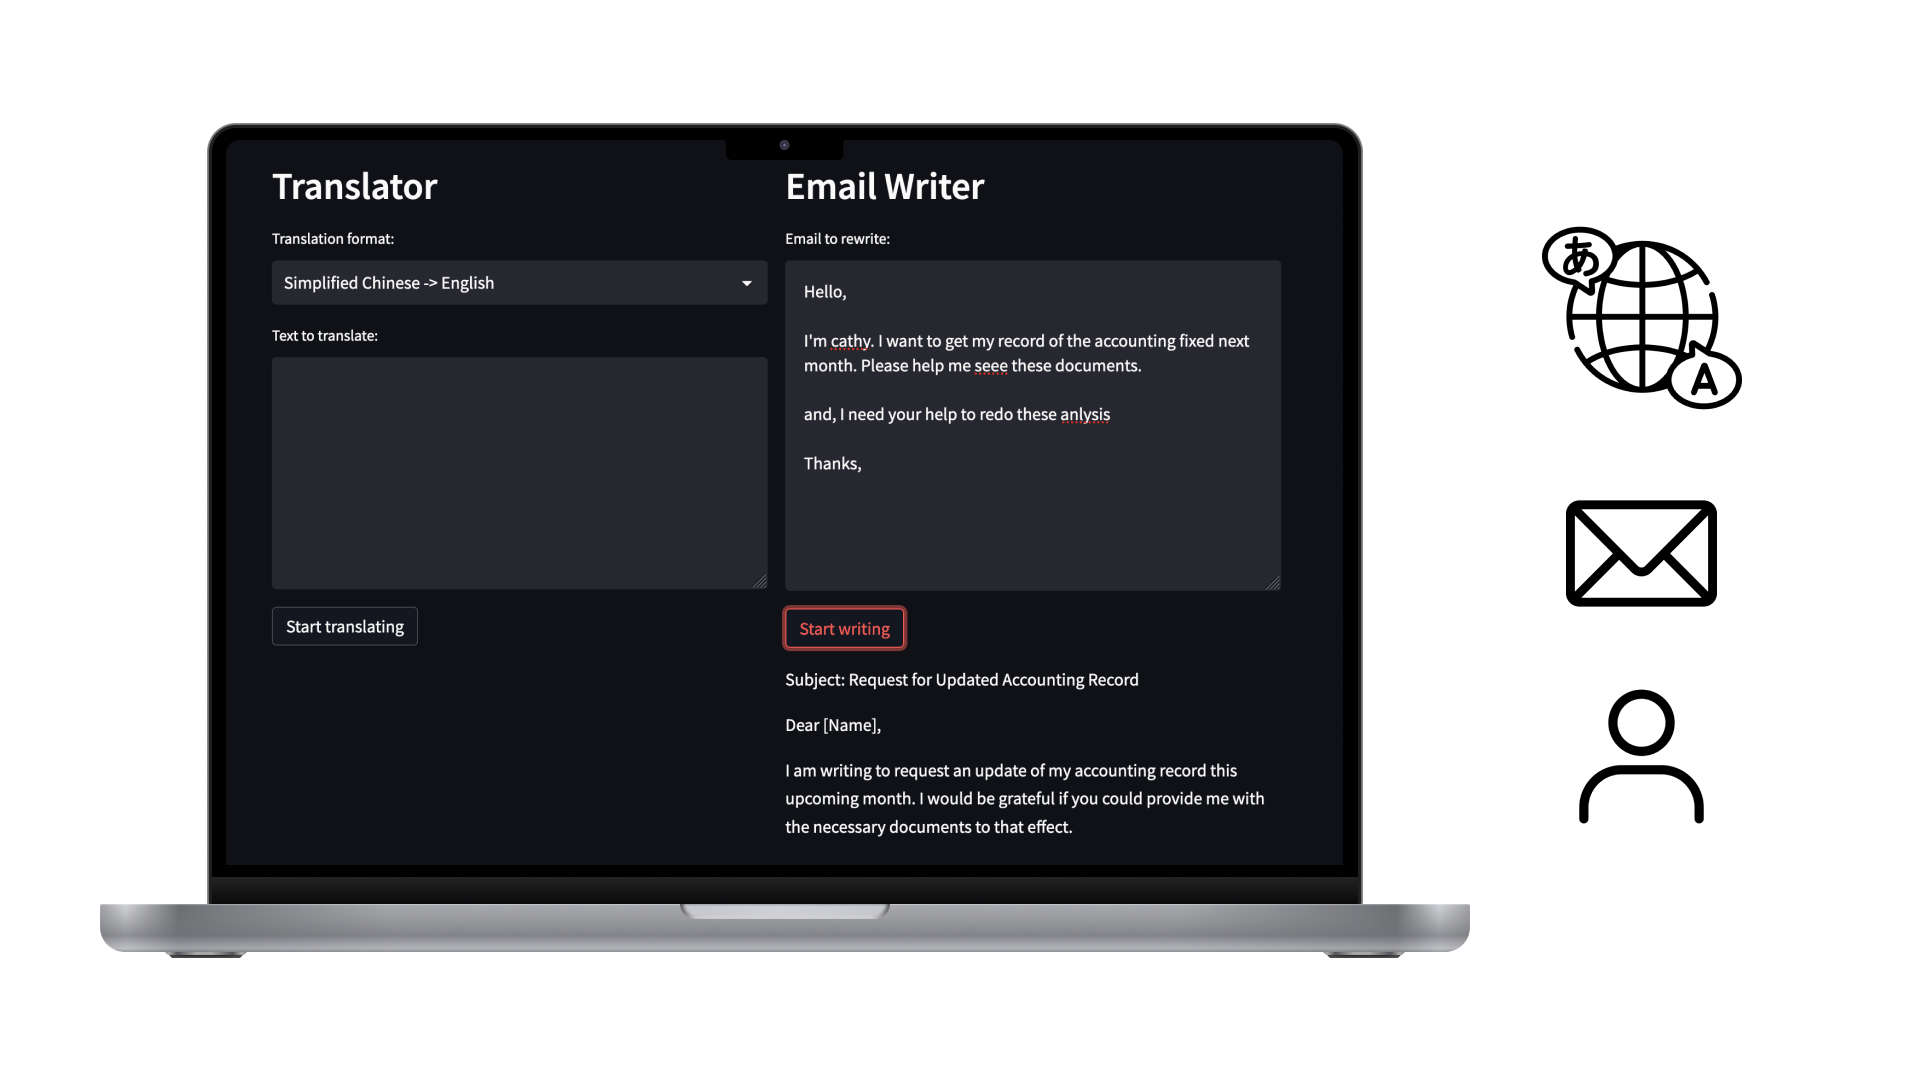 Translator
Translation format:
Simplified Chinese -> English
Text to translate:
Start translating
Email Writer
Email to rewrite:
Hello,
I'm cathy. I want to get my record of the accounting fixed next
month. Please help me seee these documents.
and, I need your help to redo these anlysis
Thanks,
Start writing
Subject: Request for Updated Accounting Record
Dear [Name],
I am writing to request an update of my accounting record this
upcoming month. I would be grateful if you could provide me with
the necessary documents to that effect.
あ
A